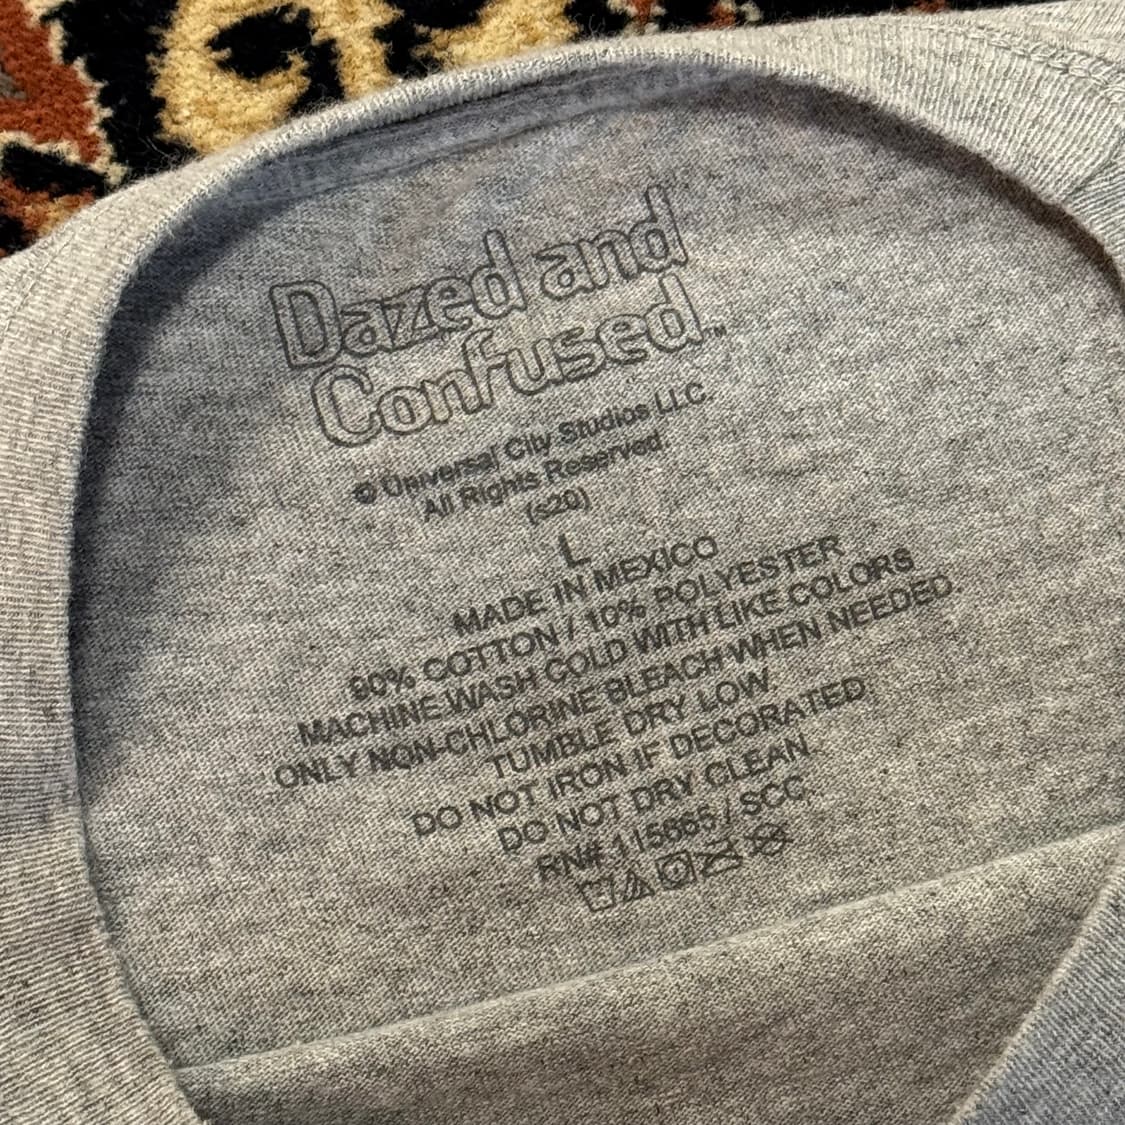 Dazed and
Confused™
© Universal City Studios LLC.
All Rights Reserved.
(s20)
L
MADE IN MEXICO
90% COTTON / 10% POLYESTER
MACHINE WASH COLD WITH LIKE COLORS
ONLY NON-CHLORINE BLEACH WHEN NEEDED.
TUMBLE DRY LOW.
DO NOT IRON IF DECORATED.
DO NOT DRY CLEAN.
RN# 115665 / SCC.